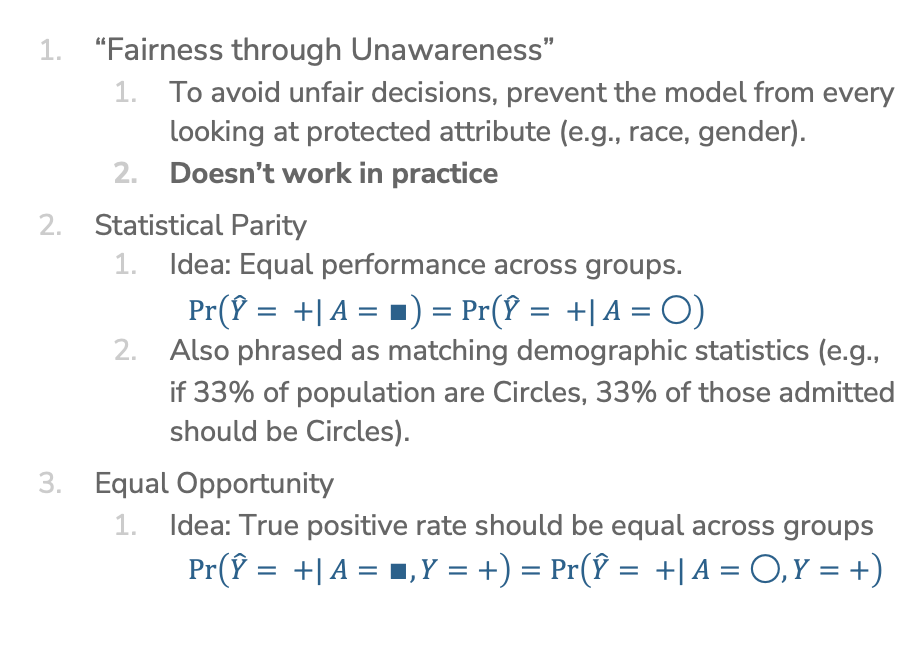 1. “Fairness through Unawareness”
1. To avoid unfair decisions, prevent the model from every
looking at protected attribute (e.g., race, gender).
2. Doesn’t work in practice
2. Statistical Parity
1. Idea: Equal performance across groups.
Pr(Ŷ = +| A = ■) = Pr(Ŷ = +| A = ○)
2. Also phrased as matching demographic statistics (e.g.,
if 33% of population are Circles, 33% of those admitted
should be Circles).
3. Equal Opportunity
1. Idea: True positive rate should be equal across groups
Pr(Ŷ = +| A = ■, Y = +) = Pr(Ŷ = +| A = ○, Y = +)